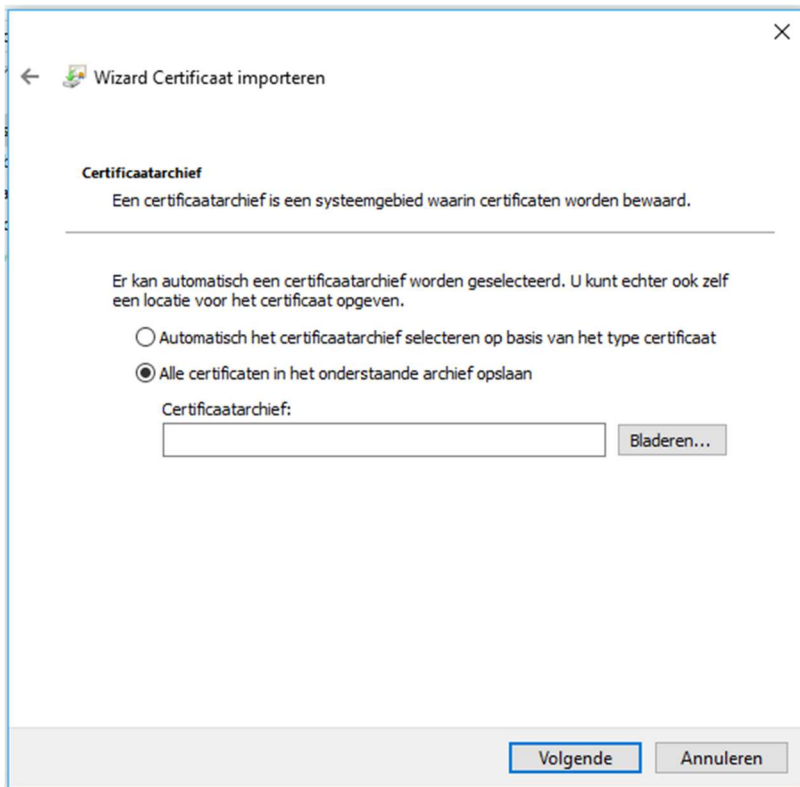 Wizard Certificaat importeren
Certificaatarchief
Een certificaatarchief is een systeemgebied waarin certificaten worden bewaard.
Er kan automatisch een certificaatarchief worden geselecteerd. U kunt echter ook zelf
een locatie voor het certificaat opgeven.
Automatisch het certificaatarchief selecteren op basis van het type certificaat
Alle certificaten in het onderstaande archief opslaan
Certificaatarchief:
Bladeren...
Volgende
Annuleren